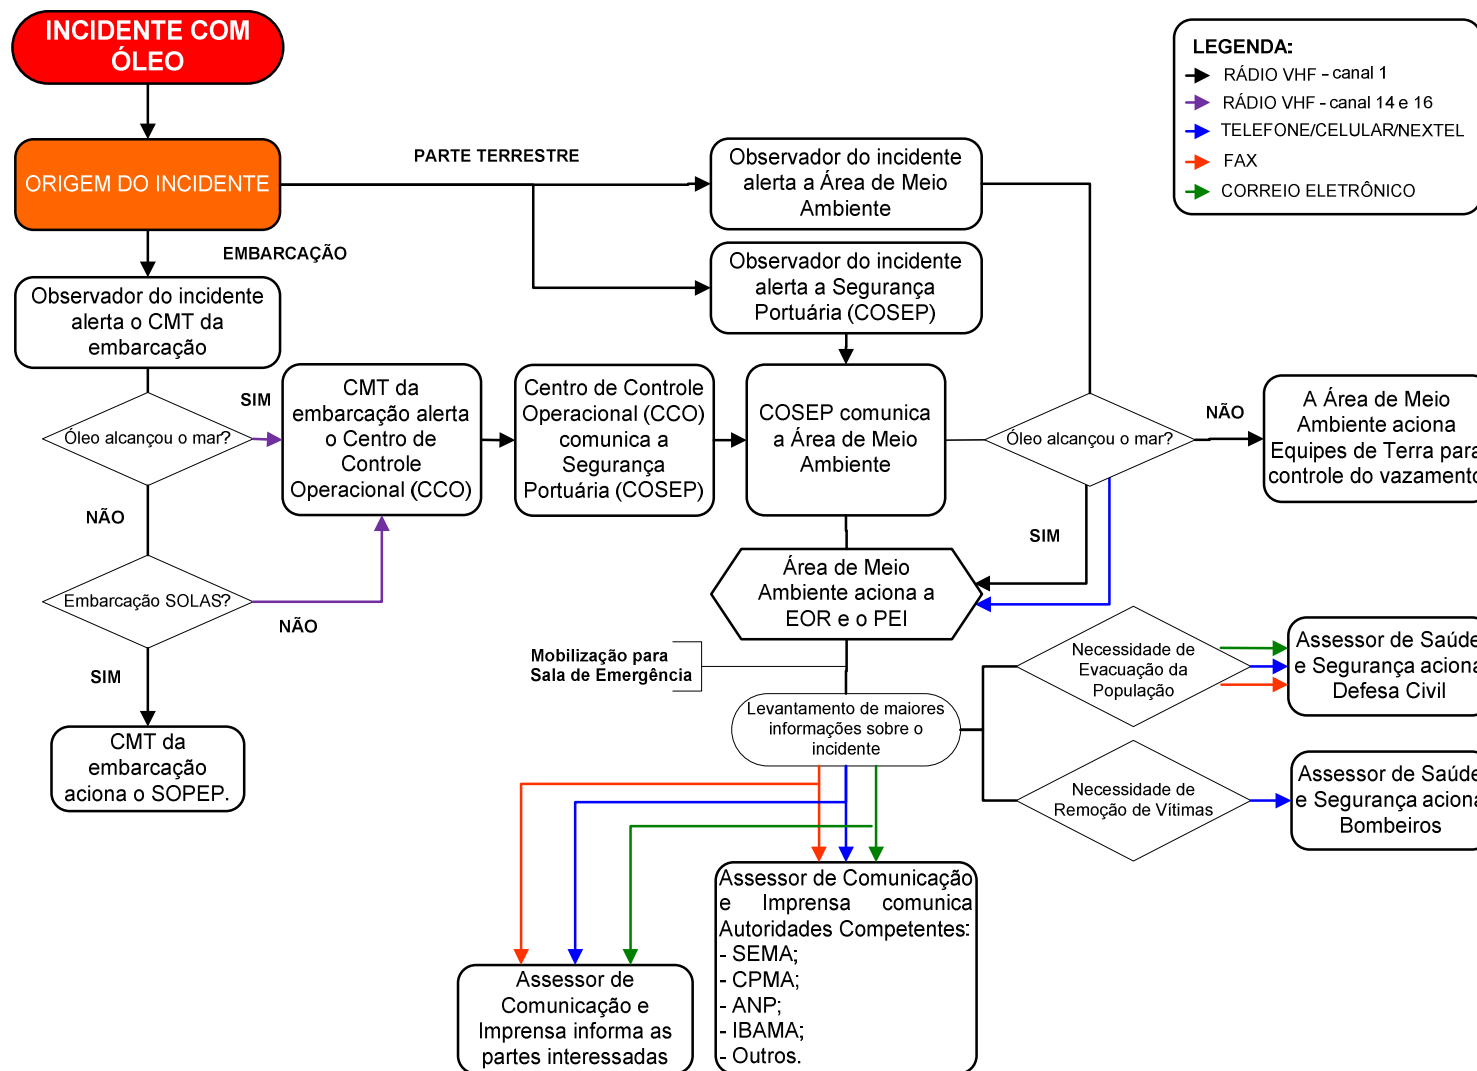 INCIDENTE COM
ÓLEO
LEGENDA:
RÁDIO VHF - canal 1
RÁDIO VHF - canal 14 e 16
TELEFONE/CELULAR/NEXTEL
FAX
CORREIO ELETRÔNICO
ORIGEM DO INCIDENTE
PARTE TERRESTRE
Observador do incidente
alerta a Área de Meio
Ambiente
EMBARCAÇÃO
Observador do incidente
alerta a Segurança
Portuária (COSEP)
Observador do incidente
alerta o CMT da
embarcação
Óleo alcançou o mar?
SIM
CMT da
embarcação alerta
o Centro de
Controle
Operacional (CCO)
Centro de Controle
Operacional (CCO)
comunica a
Segurança
Portuária (COSEP)
COSEP comunica
a Área de Meio
Ambiente
Óleo alcançou o mar?
NÃO
A Área de Meio
Ambiente aciona
Equipes de Terra para
controle do vazamento
NÃO
SIM
Embarcação SOLAS?
NÃO
Área de Meio
Ambiente aciona a
EOR e o PEI
SIM
CMT da
embarcação
aciona o SOPEP.
Mobilização para
Sala de Emergência
Levantamento de maiores
informações sobre o
incidente
Necessidade de
Evacuação da
População
Assessor de Saúde
e Segurança aciona
Defesa Civil
Necessidade de
Remoção de Vítimas
Assessor de Saúde
e Segurança aciona
Bombeiros
Assessor de Comunicação
e Imprensa comunica
Autoridades Competentes:
- SEMA;
- CPMA;
- ANP;
- IBAMA;
- Outros.
Assessor de
Comunicação e
Imprensa informa as
partes interessadas